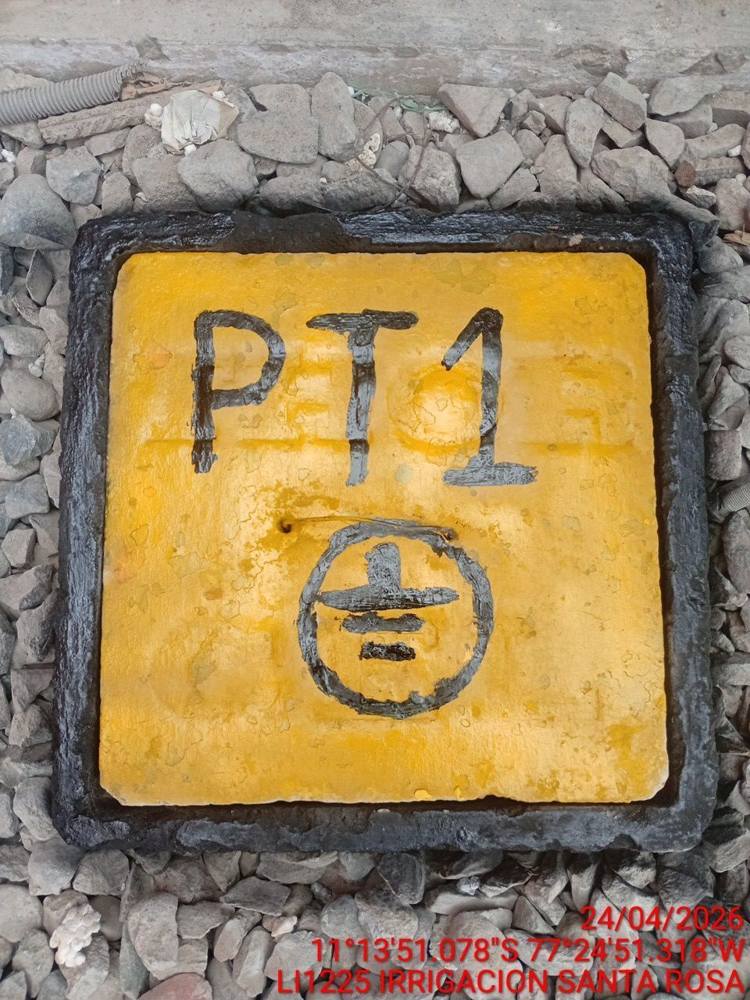 PT1
24/04/2026
11°13'51.078"S 77°24'51.318"W
LI1225 IRRIGACION SANTA ROSA